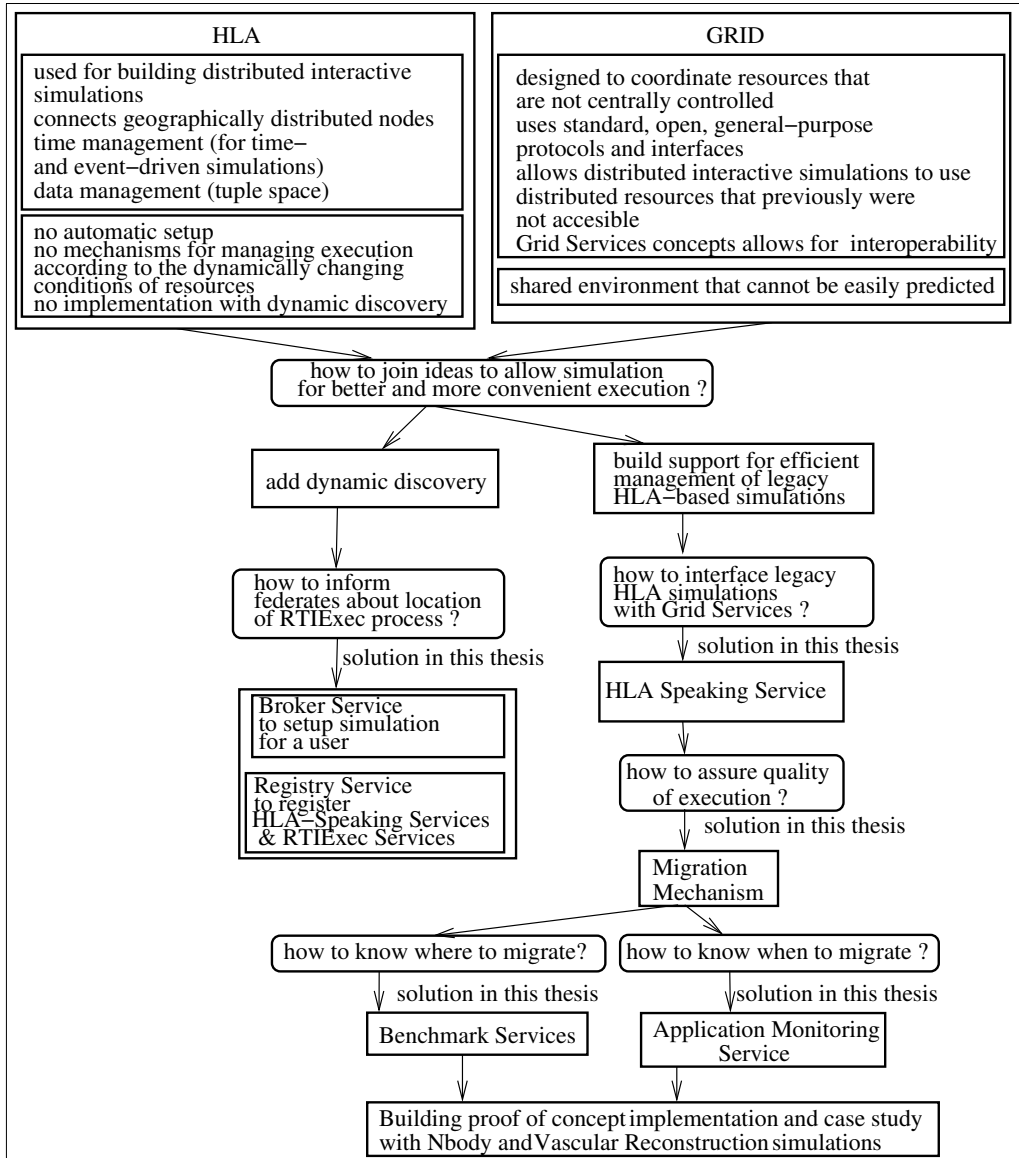 HLA
used for building distributed interactive
simulations
connects geographically distributed nodes
time management (for time−
and event−driven simulations)
data management (tuple space)
no automatic setup
no mechanisms for managing execution
according to the dynamically changing
conditions of resources
no implementation with dynamic discovery
GRID
designed to coordinate resources that
are not centrally controlled
uses standard, open, general−purpose
protocols and interfaces
allows distributed interactive simulations to use
distributed resources that previously were
not accesible
Grid Services concepts allows for interoperability
shared environment that cannot be easily predicted
how to join ideas to allow simulation
for better and more convenient execution ?
add dynamic discovery
build support for efficient
management of legacy
HLA−based simulations
how to inform
federates about location
of RTIExec process ?
how to interface legacy
HLA simulations
with Grid Services ?
solution in this thesis
solution in this thesis
Broker Service
to setup simulation
for a user
Registry Service
to register
HLA−Speaking Services
& RTIExec Services
HLA Speaking Service
how to assure quality
of execution ?
solution in this thesis
Migration
Mechanism
how to know where to migrate?
how to know when to migrate ?
solution in this thesis
solution in this thesis
Benchmark Services
Application Monitoring
Service
Building proof of concept implementation and case study
with Nbody and Vascular Reconstruction simulations